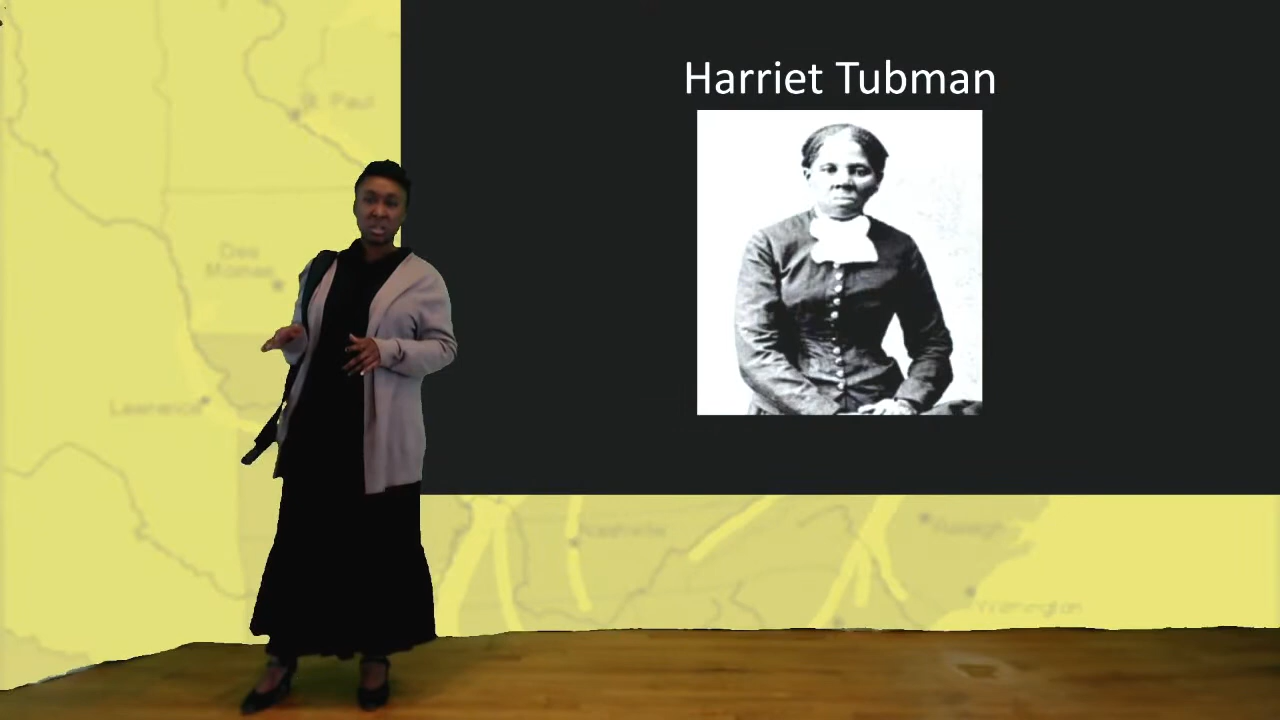 Harriet Tubman
St. Paul
Des
Moines
Lawrence
Nashville
Raleigh
Wilmington